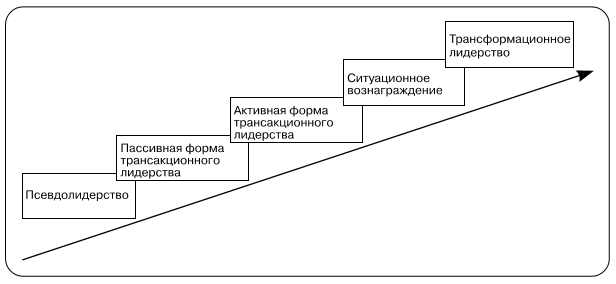 Трансформационное
лидерство
Ситуационное
вознаграждение
Активная форма
трансакционного
лидерства
Пассивная форма
трансакционного
лидерства
Псевдолидерство